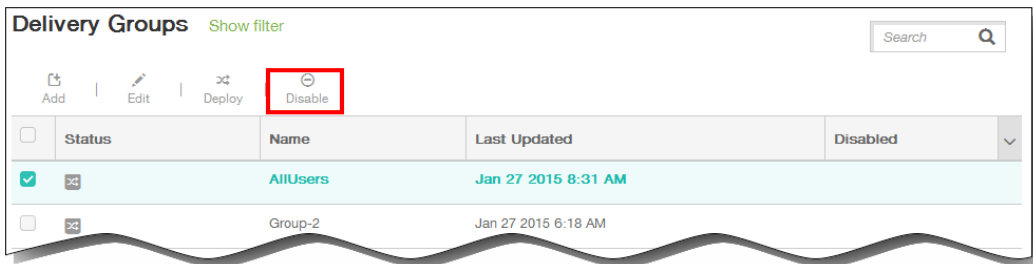 Delivery Groups Show filter
Search
Add | Edit | Deploy | Disable
Status Name Last Updated Disabled
AllUsers Jan 27 2015 8:31 AM
Group-2 Jan 27 2015 6:18 AM